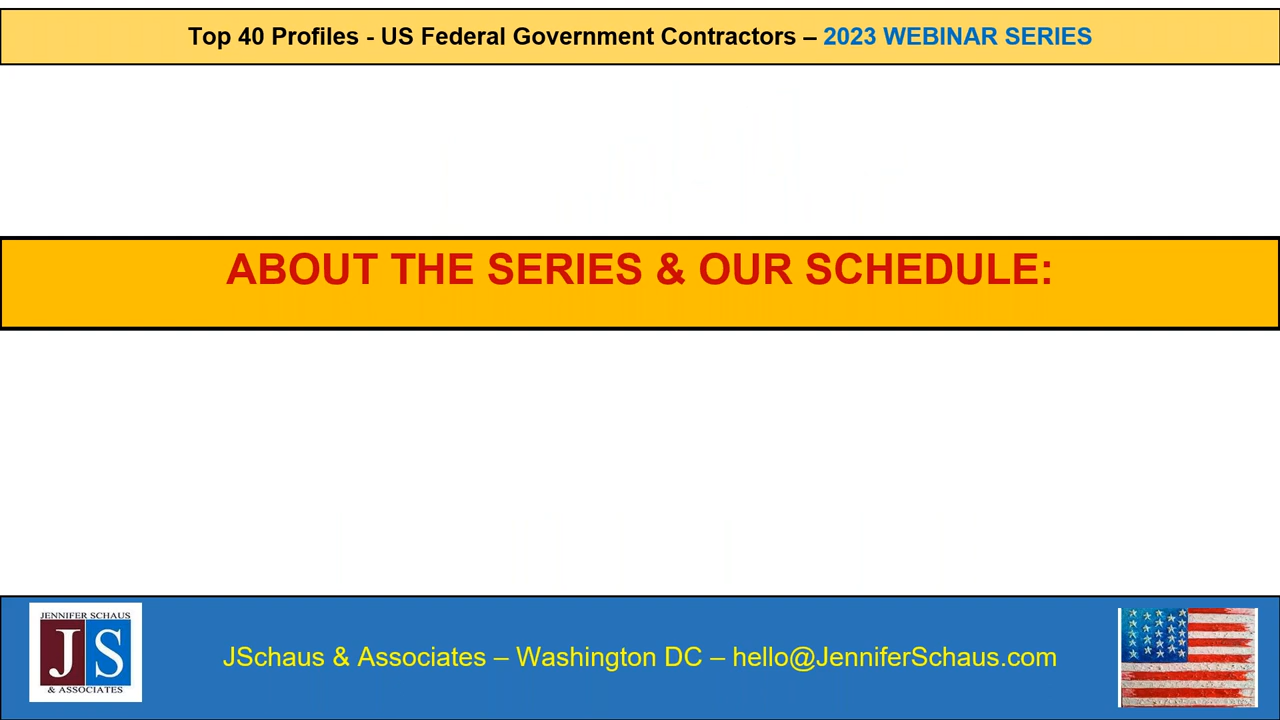 Top 40 Profiles - US Federal Government Contractors – 2023 WEBINAR SERIES
ABOUT THE SERIES & OUR SCHEDULE:
JENNIFER SCHAUS
JS
& ASSOCIATES
JSchaus & Associates – Washington DC – hello@JenniferSchaus.com